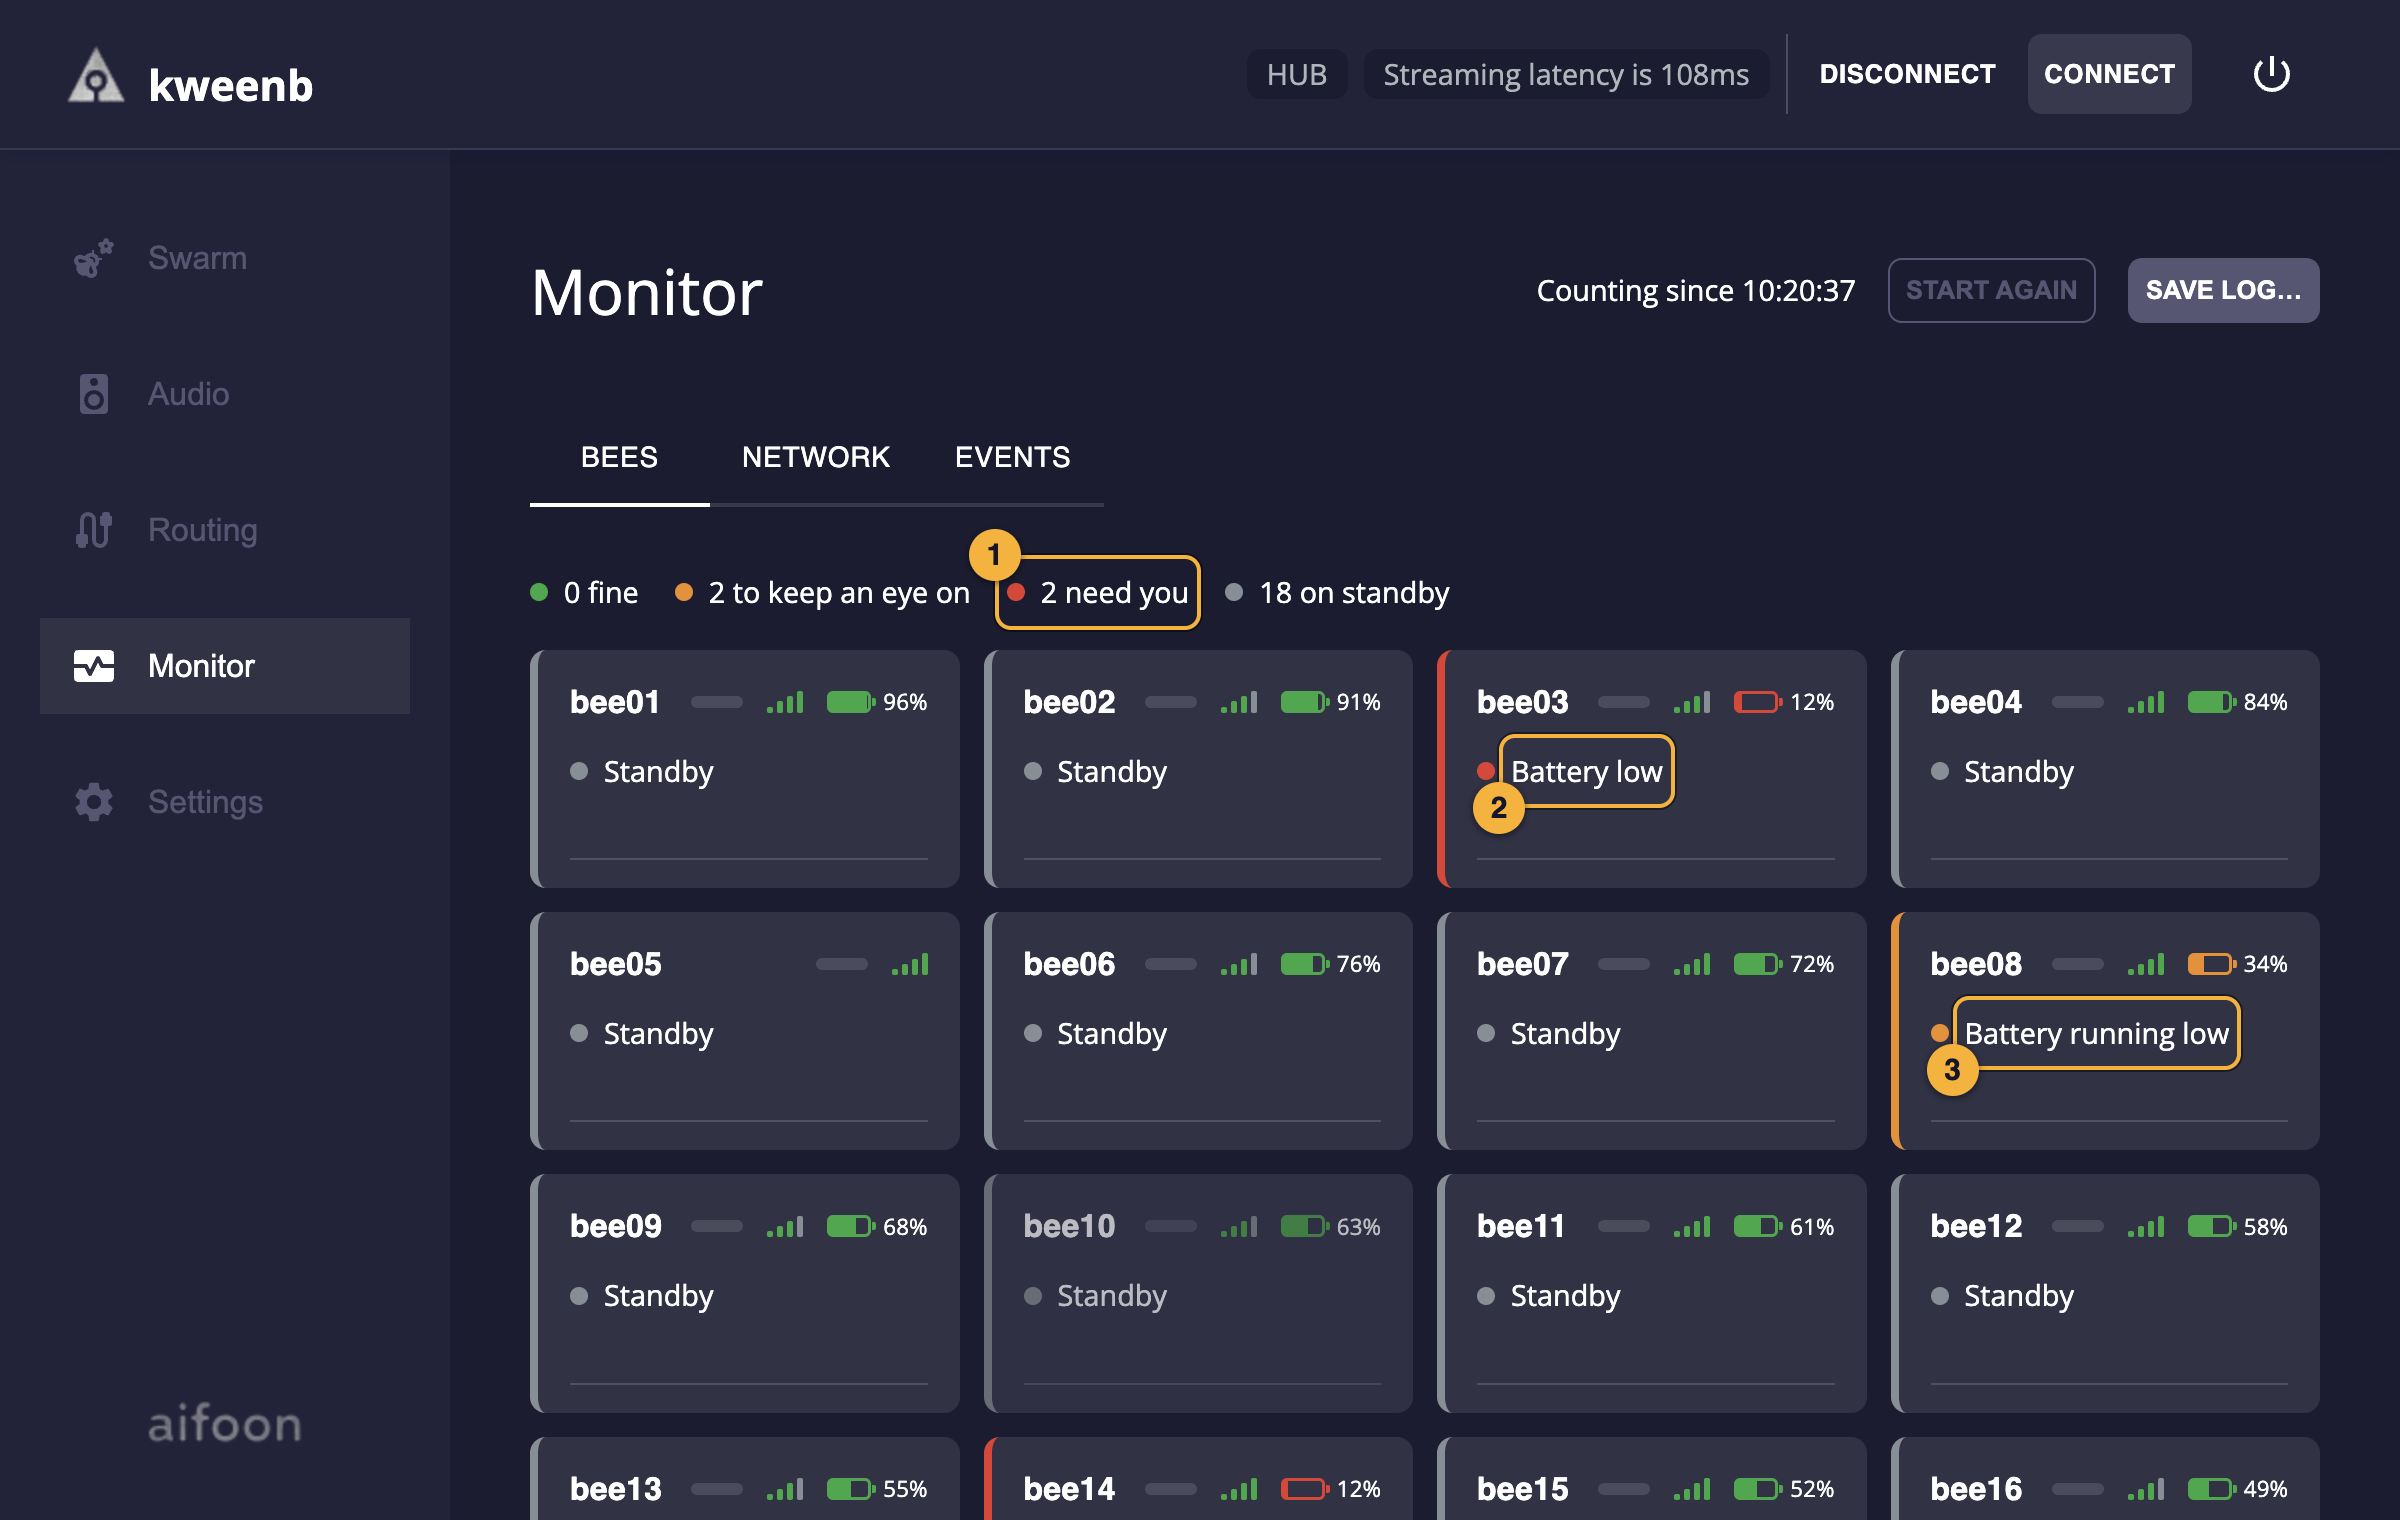 kweenb
HUB
Streaming latency is 108ms
DISCONNECT
CONNECT
Swarm
Audio
Routing
Monitor
Settings
aifoon
Monitor
Counting since 10:20:37
START AGAIN
SAVE LOG...
BEES
NETWORK
EVENTS
0 fine
2 to keep an eye on
1
2 need you
18 on standby
bee01
96%
Standby
bee02
91%
Standby
bee03
12%
Battery low
2
bee04
84%
Standby
bee05
Standby
bee06
76%
Standby
bee07
72%
Standby
bee08
34%
Battery running low
3
bee09
68%
Standby
bee10
63%
Standby
bee11
61%
Standby
bee12
58%
Standby
bee13
55%
bee14
12%
bee15
52%
bee16
49%